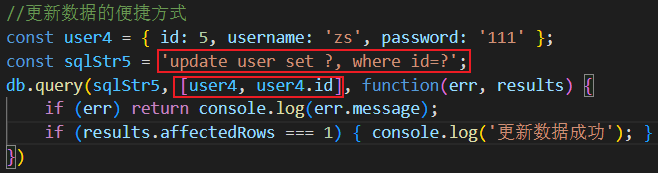 //更新数据的便捷方式
const user4 = { id: 5, username: 'zs', password: '111' };
const sqlStr5 = 'update user set ?, where id=?';
db.query(sqlStr5, [user4, user4.id], function(err, results) {
    if (err) return console.log(err.message);
    if (results.affectedRows === 1) { console.log('更新数据成功'); }
})